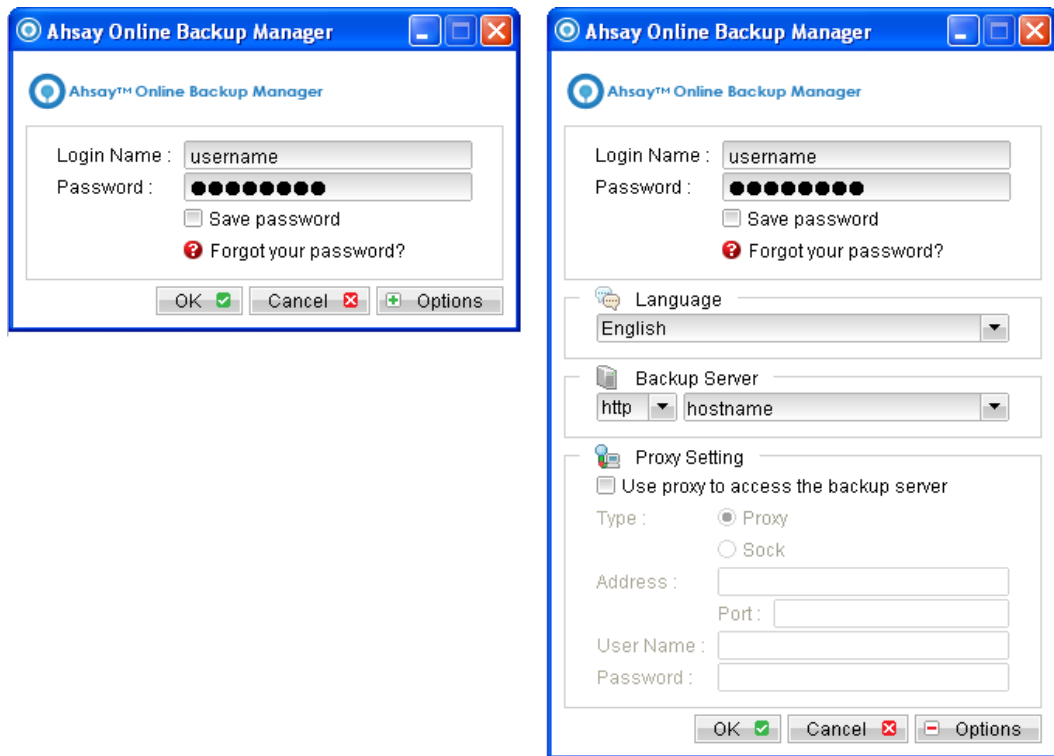 Ahsay Online Backup Manager
Ahsay™ Online Backup Manager
Login Name : username
Password : ●●●●●●●●
Save password
Forgot your password?
OK Cancel Options
Ahsay Online Backup Manager
Ahsay™ Online Backup Manager
Login Name : username
Password : ●●●●●●●●
Save password
Forgot your password?
Language
English
Backup Server
http hostname
Proxy Setting
Use proxy to access the backup server
Type : Proxy
Sock
Address :
Port :
User Name :
Password :
OK Cancel Options